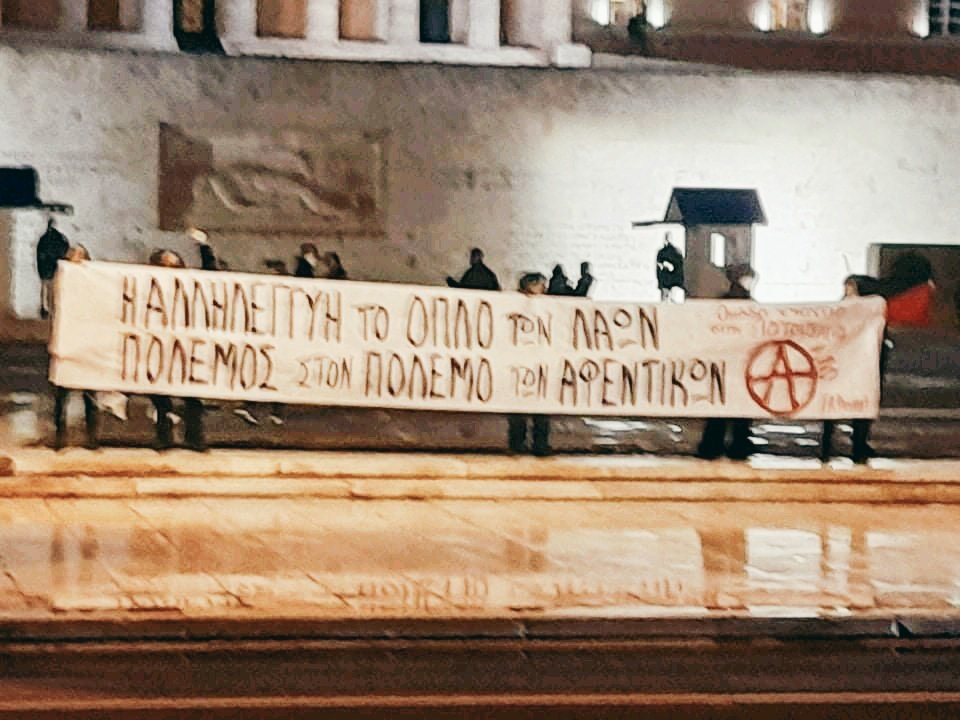 Η ΑΛΛΗΛΕΓΓΥΗ ΤΟ ΟΠΛΟ ΤΩΝ ΛΑΩΝ
ΠΟΛΕΜΟΣ ΣΤΟΝ ΠΟΛΕΜΟ ΤΩΝ ΑΦΕΝΤΙΚΩΝ